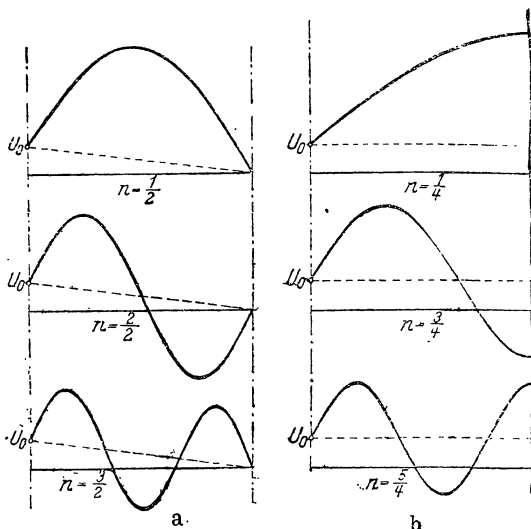 U₀
n=1/2
U₀
n=1/4
U₀
n=2/2
U₀
n=3/4
U₀
n=3/2
U₀
n=5/4
a
b